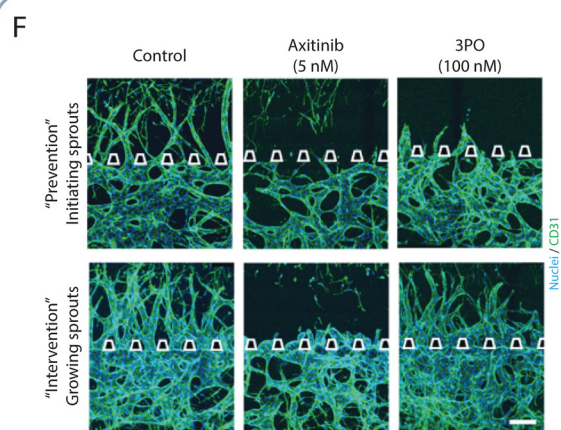 F
Control
Axitinib
(5 nM)
3PO
(100 nM)
"Prevention"
Initiating sprouts
"Intervention"
Growing sprouts
Nuclei / CD31